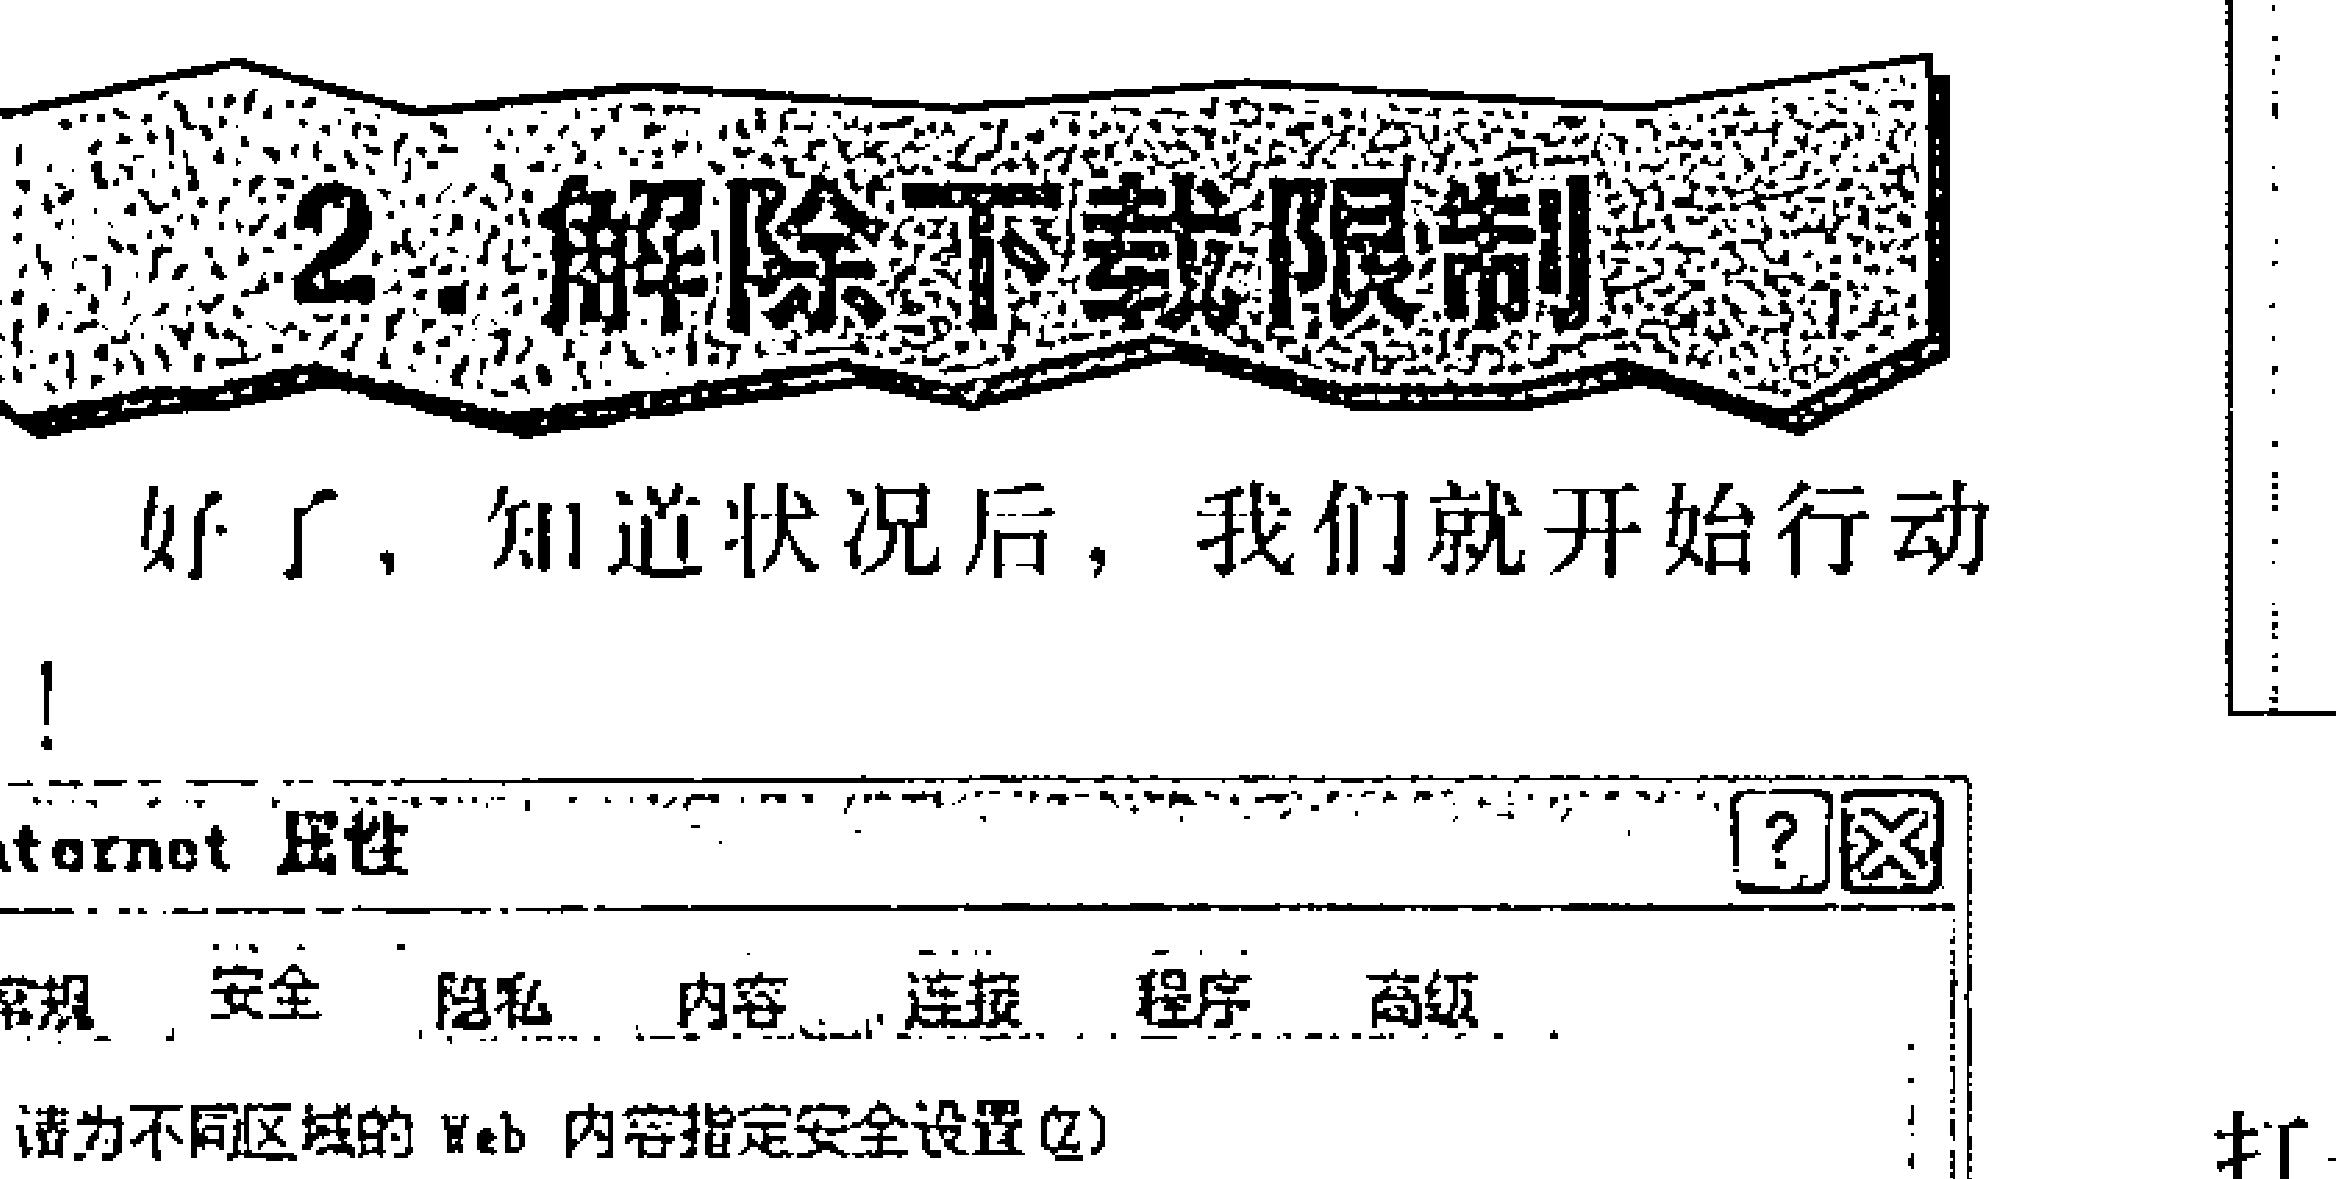 2.解除下载限制
好了，知道状况后，我们就开始行动
！
nternet 属性
常规 安全 隐私 内容 连接 程序 高级
请为不同区域的 Web 内容指定安全设置(Z)
打